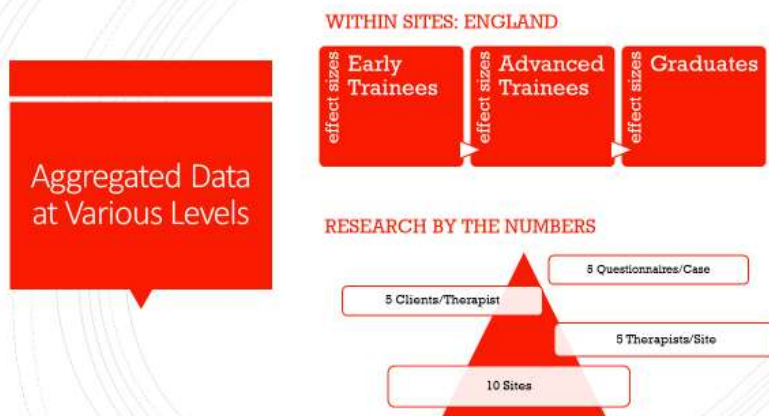 Aggregated Data
at Various Levels
WITHIN SITES: ENGLAND
effect sizes
Early
Trainees
effect sizes
Advanced
Trainees
effect sizes
Graduates
RESEARCH BY THE NUMBERS
5 Questionnaires/Case
5 Clients/Therapist
5 Therapists/Site
10 Sites